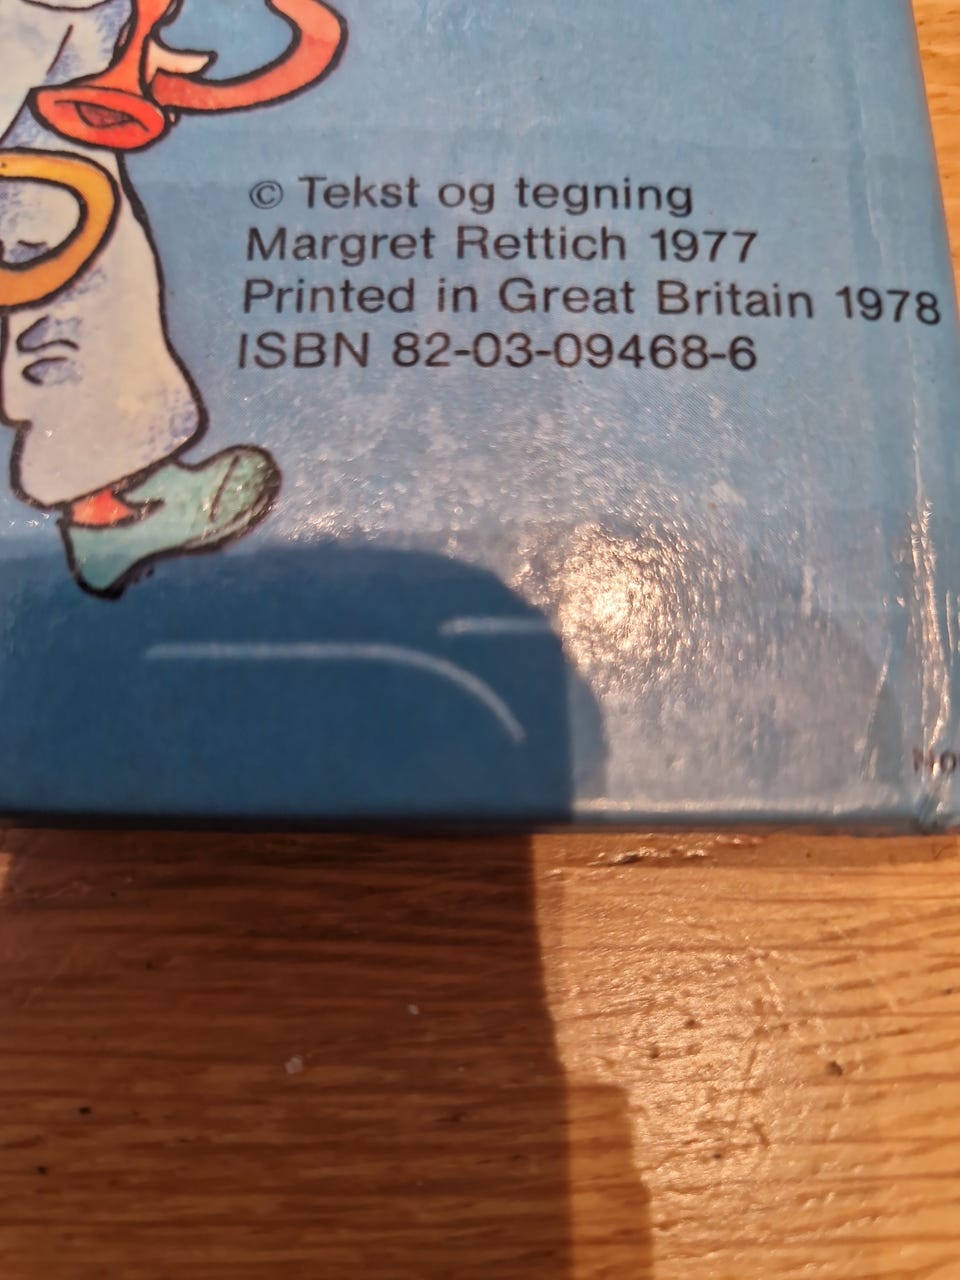 © Tekst og tegning
Margret Rettich 1977
Printed in Great Britain 1978
ISBN 82-03-09468-6